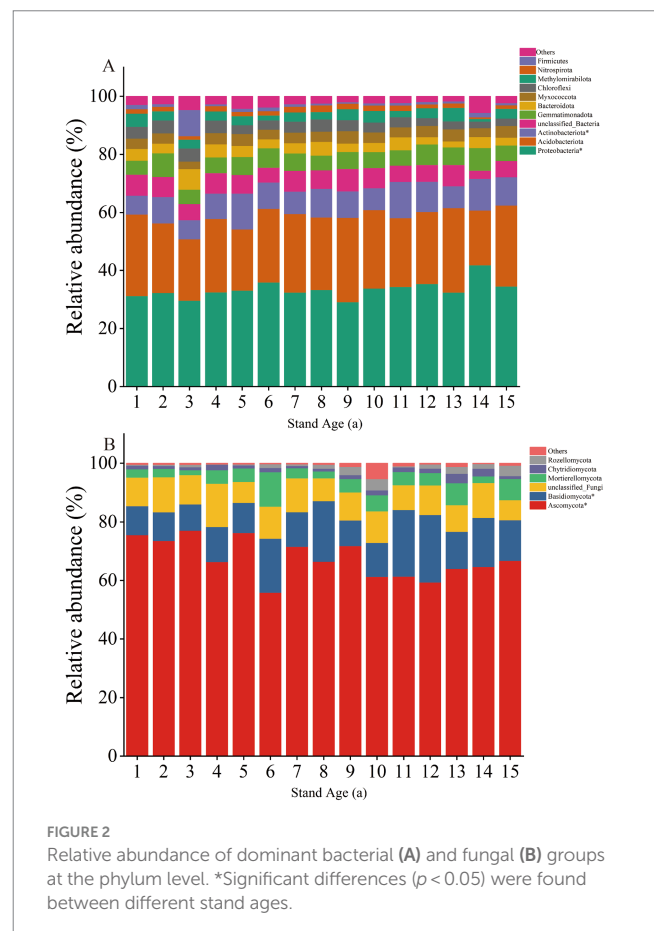 A
Relative abundance (%)
100
80
60
40
20
0
1 2 3 4 5 6 7 8 9 10 11 12 13 14 15
Stand Age (a)
Others
Firmicutes
Nitrospirota
Methylomirabilota
Chloroflexi
Myxococcota
Bacteroidota
Gemmatimonadota
unclassified_Bacteria
Actinobacteriota*
Acidobacteriota
Proteobacteria*
B
Relative abundance (%)
100
80
60
40
20
0
1 2 3 4 5 6 7 8 9 10 11 12 13 14 15
Stand Age (a)
Others
Rozellomycota
Chytridiomycota
Mortierellomycota
unclassified_Fungi
Basidiomycota*
Ascomycota*
FIGURE 2
Relative abundance of dominant bacterial (A) and fungal (B) groups
at the phylum level. *Significant differences (p < 0.05) were found
between different stand ages.